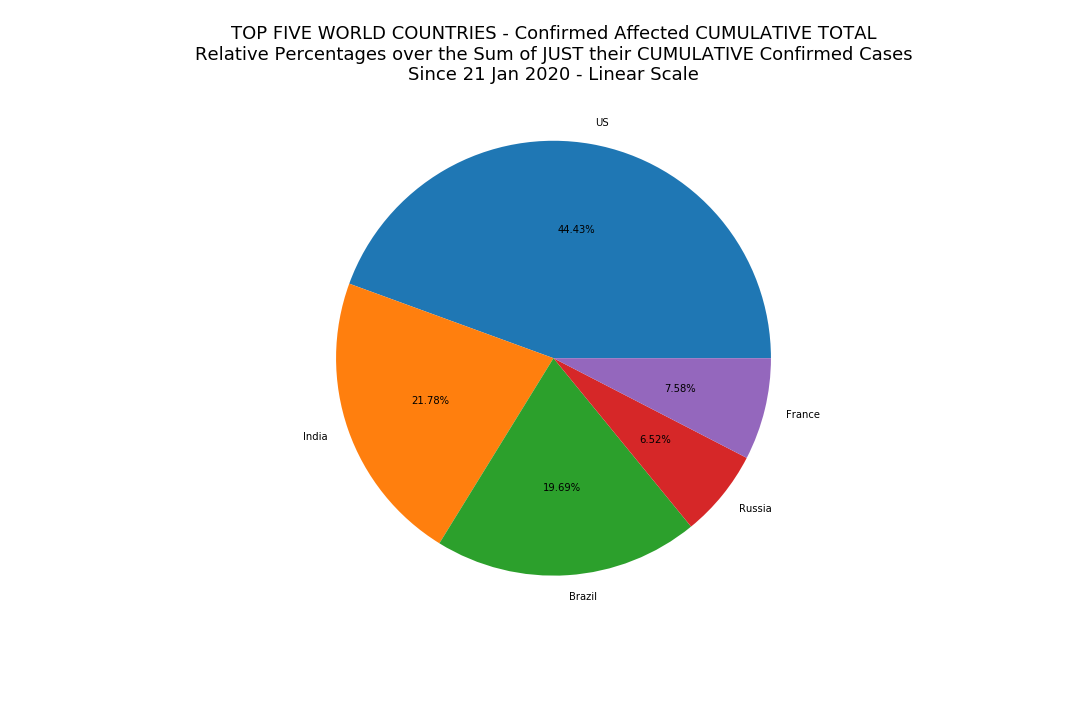 TOP FIVE WORLD COUNTRIES - Confirmed Affected CUMULATIVE TOTAL
Relative Percentages over the Sum of JUST their CUMULATIVE Confirmed Cases
Since 21 Jan 2020 - Linear Scale
US
44.43%
21.78%
India
19.69%
Brazil
6.52%
Russia
7.58%
France